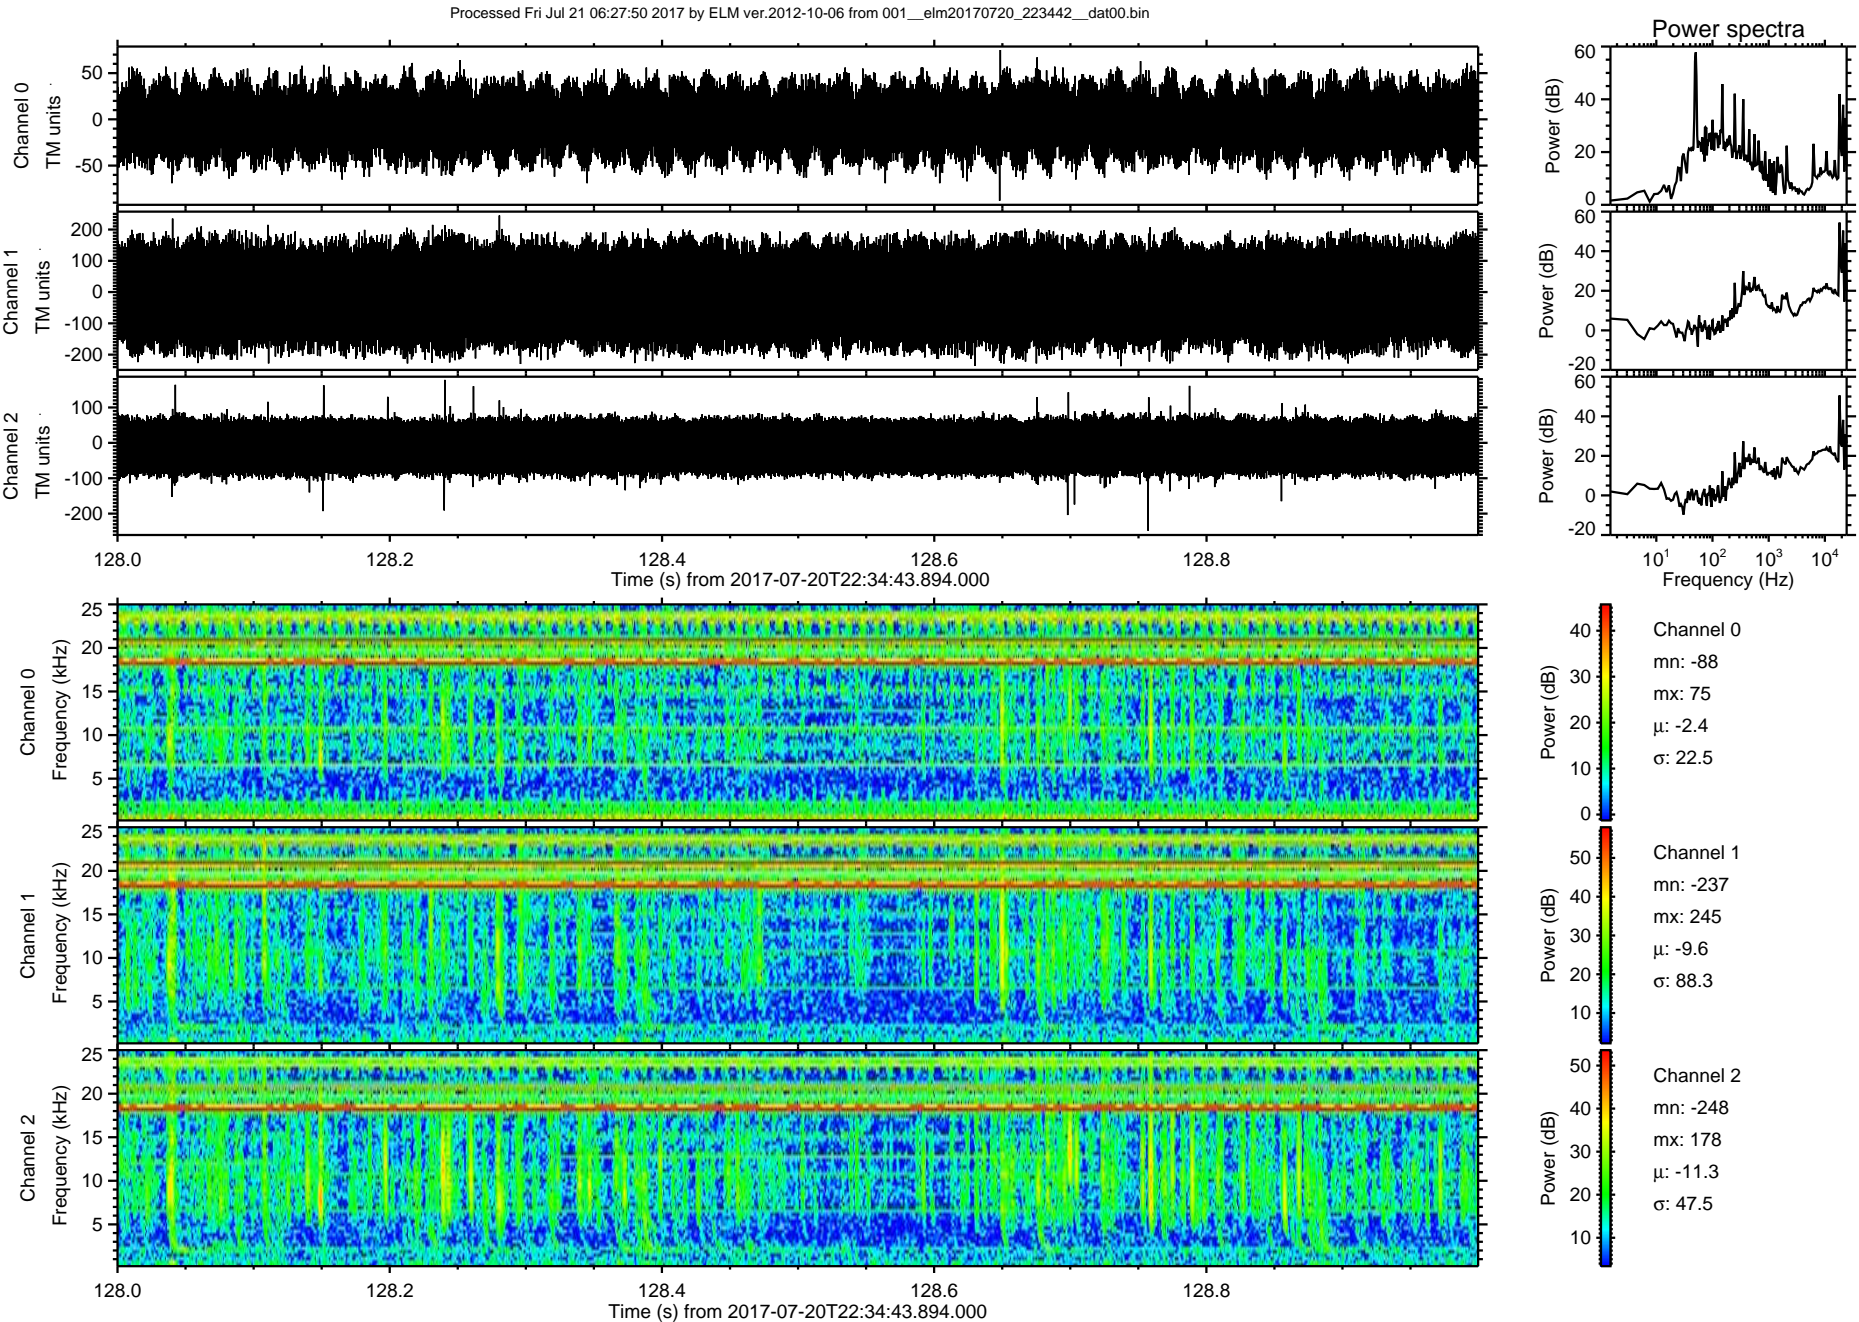 Processed Fri Jul 21 06:27:50 2017 by ELM ver.2012-10-06 from 001__elm20170720_223442__dat00.bin
Power spectra
Channel 0
TM units
50
0
-50
Power (dB)
60
40
20
0
Channel 1
TM units
200
100
0
-100
-200
Power (dB)
60
40
20
0
-20
Channel 2
TM units
100
0
-100
-200
Power (dB)
60
40
20
0
-20
128.0 128.2 128.4 128.6 128.8
Time (s) from 2017-07-20T22:34:43.894.000
10^1 10^2 10^3 10^4
Frequency (Hz)
Channel 0
Frequency (kHz)
25
20
15
10
5
Power (dB)
40
30
20
10
0
Channel 0
mn: -88
mx: 75
μ: -2.4
σ: 22.5
Channel 1
Frequency (kHz)
25
20
15
10
5
Power (dB)
50
40
30
20
10
Channel 1
mn: -237
mx: 245
μ: -9.6
σ: 88.3
Channel 2
Frequency (kHz)
25
20
15
10
5
Power (dB)
50
40
30
20
10
Channel 2
mn: -248
mx: 178
μ: -11.3
σ: 47.5
128.0 128.2 128.4 128.6 128.8
Time (s) from 2017-07-20T22:34:43.894.000